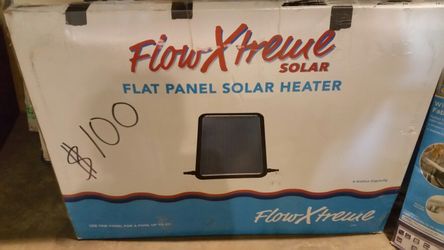 FlowXtreme
SOLAR
FLAT PANEL SOLAR HEATER
$100
FlowXtreme